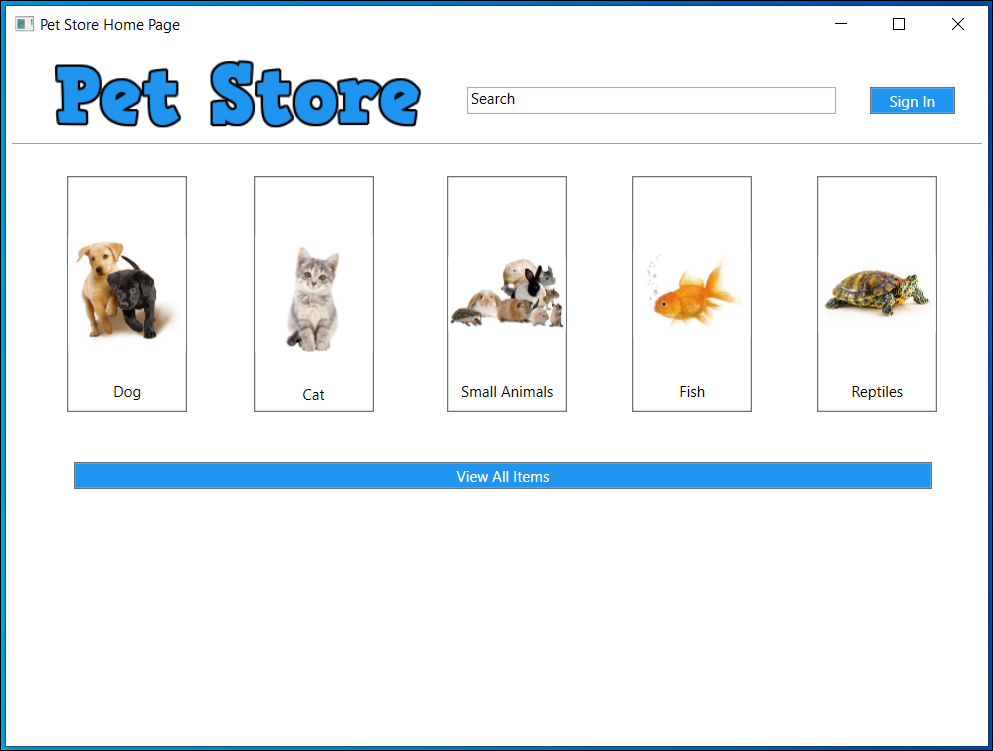 Pet Store Home Page
Pet Store
Search
Sign In
Dog
Cat
Small Animals
Fish
Reptiles
View All Items